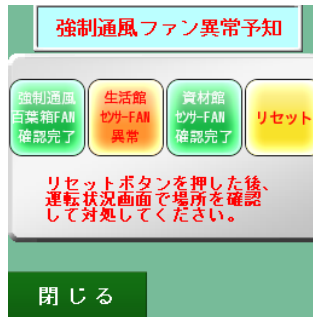 強制通風ファン異常予知
強制通風
百葉箱FAN
確認完了
生活館
ｾﾝｻｰFAN
異常
資材館
ｾﾝｻｰFAN
確認完了
リセット
リセットボタンを押した後、
運転状況画面で場所を確認
して対処してください。
閉じる